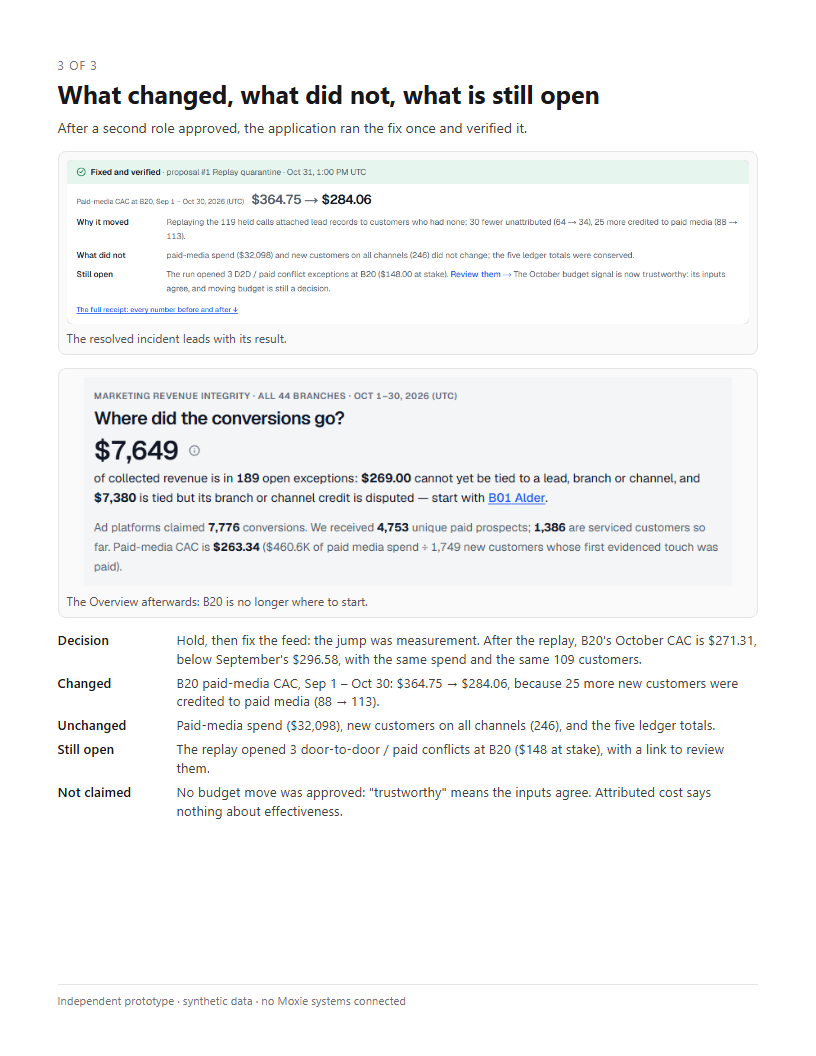 3 OF 3
What changed, what did not, what is still open
After a second role approved, the application ran the fix once and verified it.
Fixed and verified · proposal #1 Replay quarantine · Oct 31, 1:00 PM UTC
Paid-media CAC at B20, Sep 1 – Oct 30, 2026 (UTC) $364.75 → $284.06
Why it moved Replaying the 119 held calls attached lead records to customers who had none: 30 fewer unattributed (64 → 34), 25 more credited to paid media (88 →
113).
What did not paid-media spend ($32,098) and new customers on all channels (246) did not change; the five ledger totals were conserved.
Still open The run opened 3 D2D / paid conflict exceptions at B20 ($148.00 at stake). Review them → The October budget signal is now trustworthy: its inputs
agree, and moving budget is still a decision.
The full receipt: every number before and after ↓
The resolved incident leads with its result.
MARKETING REVENUE INTEGRITY · ALL 44 BRANCHES · OCT 1–30, 2026 (UTC)
Where did the conversions go?
$7,649
of collected revenue is in 189 open exceptions: $269.00 cannot yet be tied to a lead, branch or channel, and
$7,380 is tied but its branch or channel credit is disputed — start with B01 Alder.
Ad platforms claimed 7,776 conversions. We received 4,753 unique paid prospects; 1,386 are serviced customers so
far. Paid-media CAC is $263.34 ($460.6K of paid media spend ÷ 1,749 new customers whose first evidenced touch was
paid).
The Overview afterwards: B20 is no longer where to start.
Decision Hold, then fix the feed: the jump was measurement. After the replay, B20's October CAC is $271.31,
below September's $296.58, with the same spend and the same 109 customers.
Changed B20 paid-media CAC, Sep 1 – Oct 30: $364.75 → $284.06, because 25 more new customers were
credited to paid media (88 → 113).
Unchanged Paid-media spend ($32,098), new customers on all channels (246), and the five ledger totals.
Still open The replay opened 3 door-to-door / paid conflicts at B20 ($148 at stake), with a link to review
them.
Not claimed No budget move was approved: "trustworthy" means the inputs agree. Attributed cost says
nothing about effectiveness.
Independent prototype · synthetic data · no Moxie systems connected